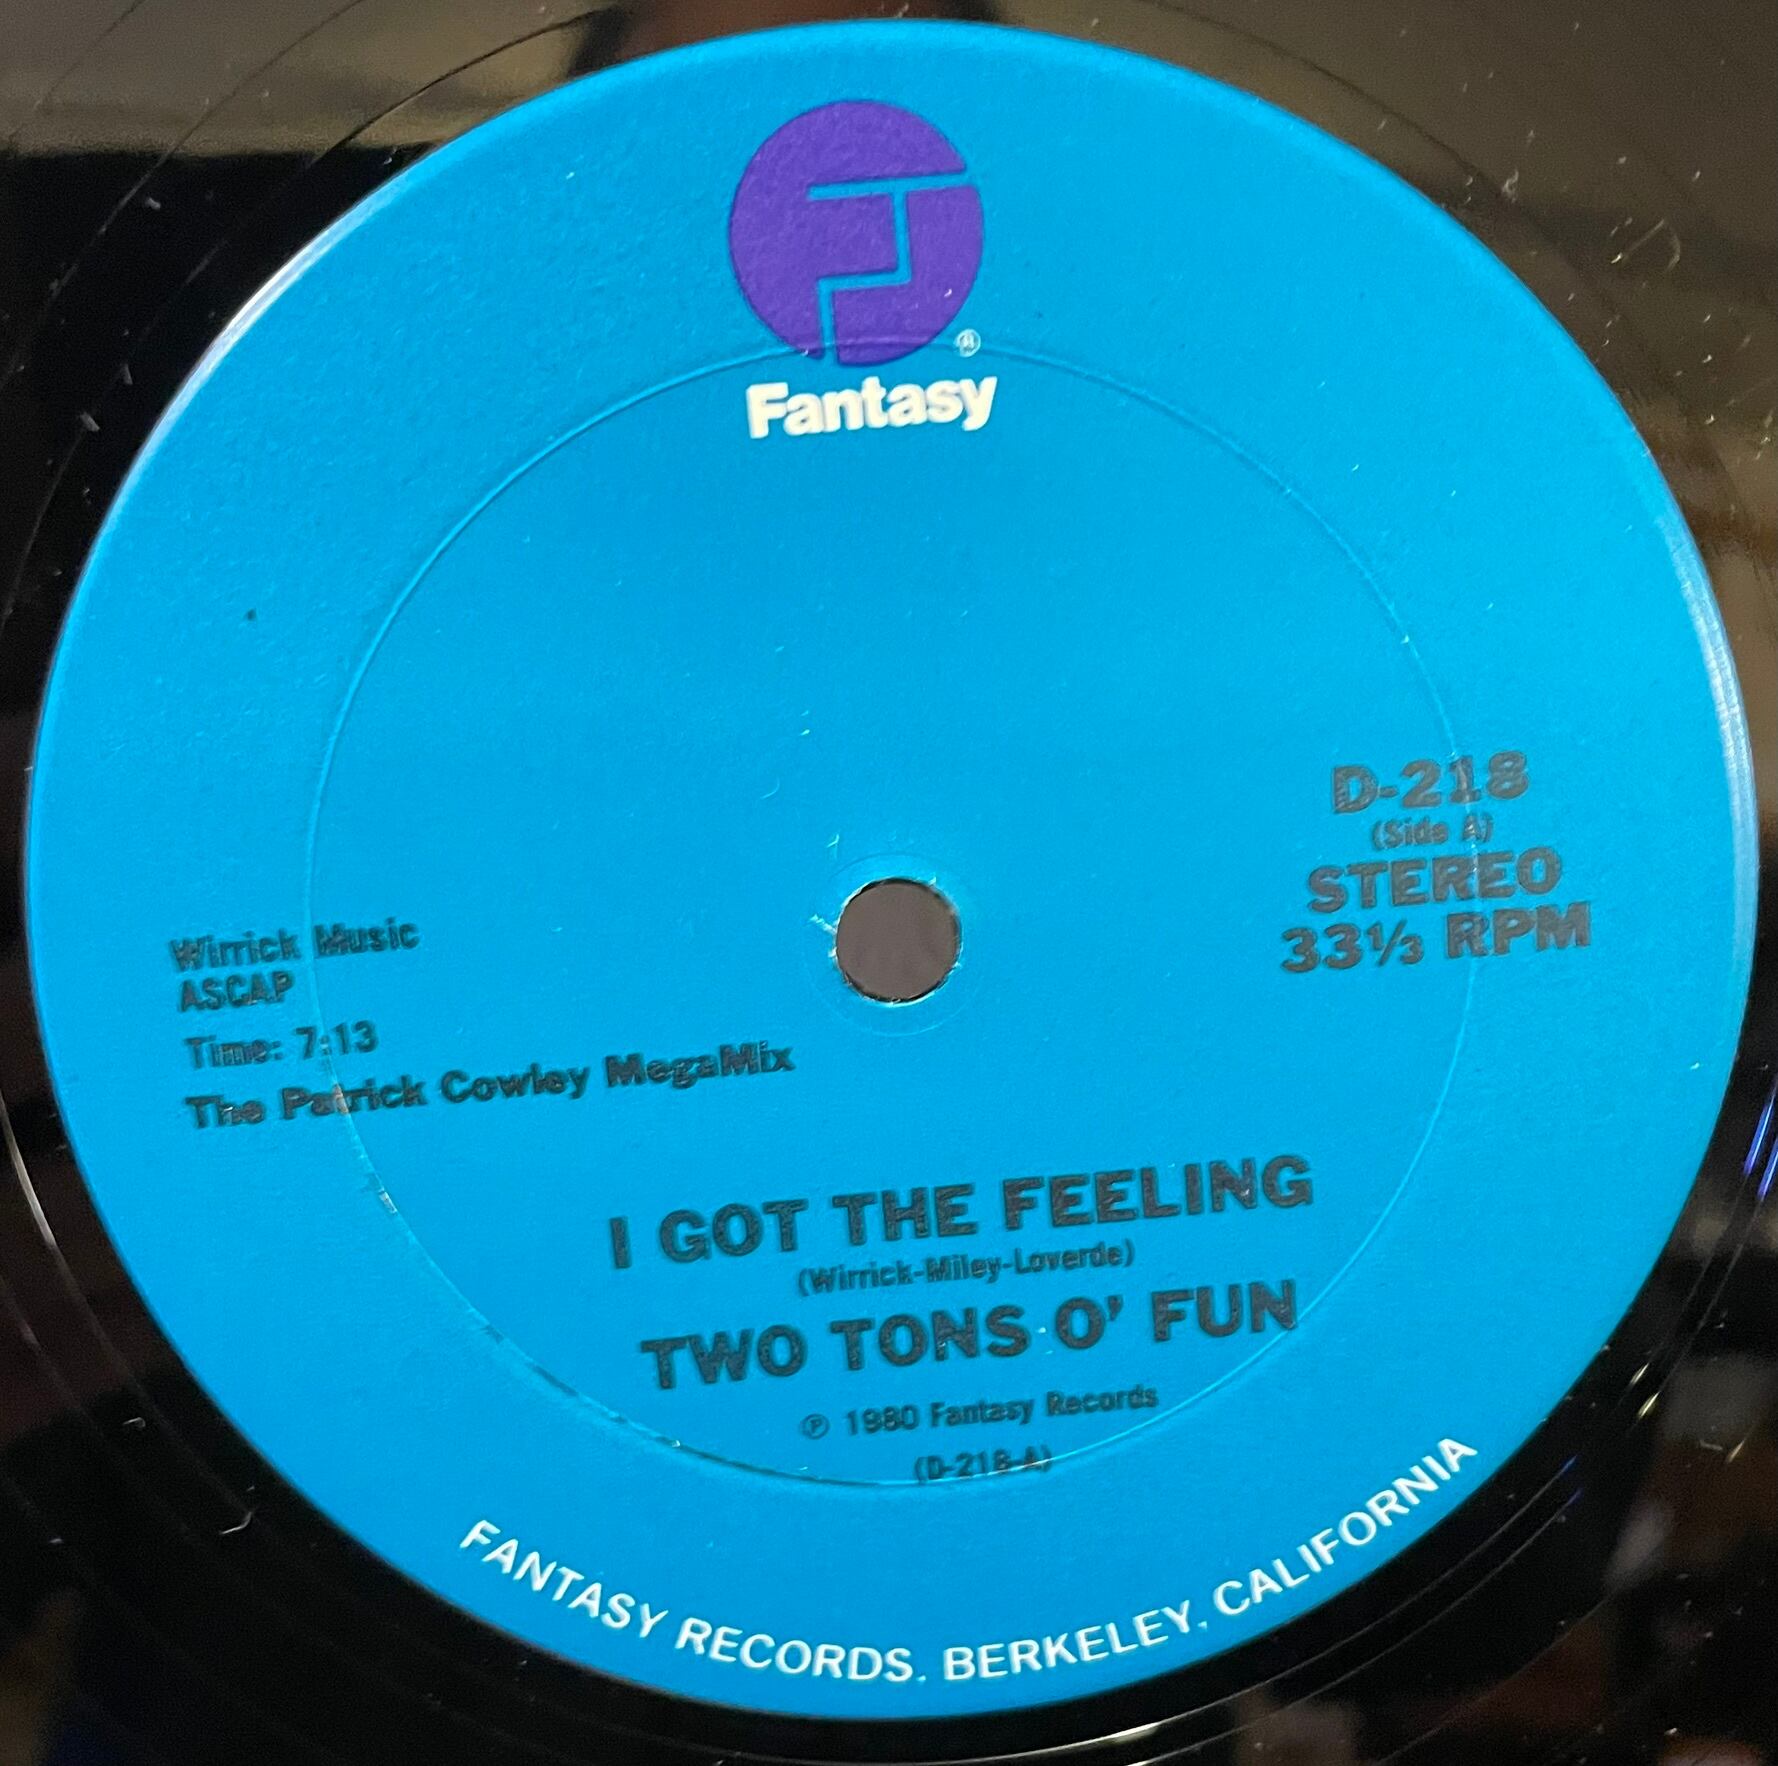 ®
Fantasy
D-218
(Side A)
STEREO
33⅓ RPM
Wirrick Music
ASCAP
Time: 7:13
The Patrick Cowley MegaMix
I GOT THE FEELING
(Wirrick-Miley-Loverde)
TWO TONS O' FUN
℗ 1980 Fantasy Records
(D-218-A)
FANTASY RECORDS, BERKELEY, CALIFORNIA